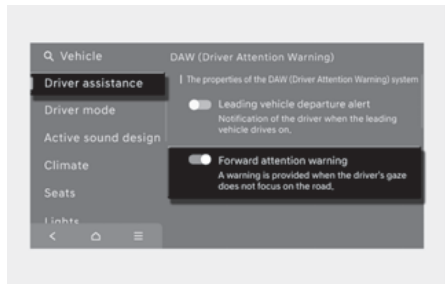 Vehicle
DAW (Driver Attention Warning)
Driver assistance
The properties of the DAW (Driver Attention Warning) system
Driver mode
Leading vehicle departure alert
Notification of the driver when the leading
vehicle drives on.
Active sound design
Climate
Forward attention warning
A warning is provided when the driver's gaze
does not focus on the road.
Seats
Lights